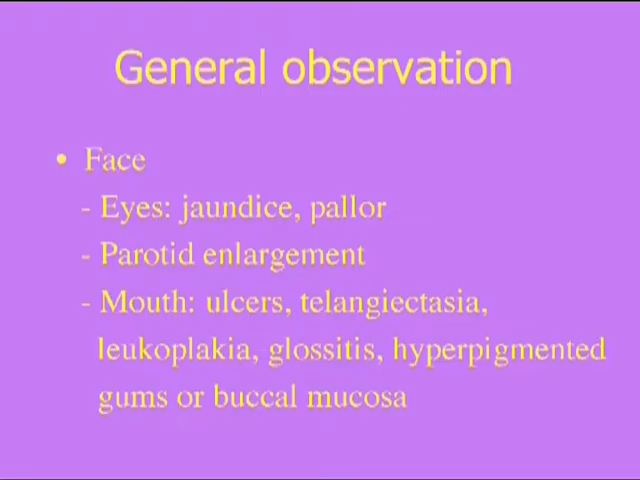 General observation
• Face
- Eyes: jaundice, pallor
- Parotid enlargement
- Mouth: ulcers, telangiectasia,
leukoplakia, glossitis, hyperpigmented
gums or buccal mucosa